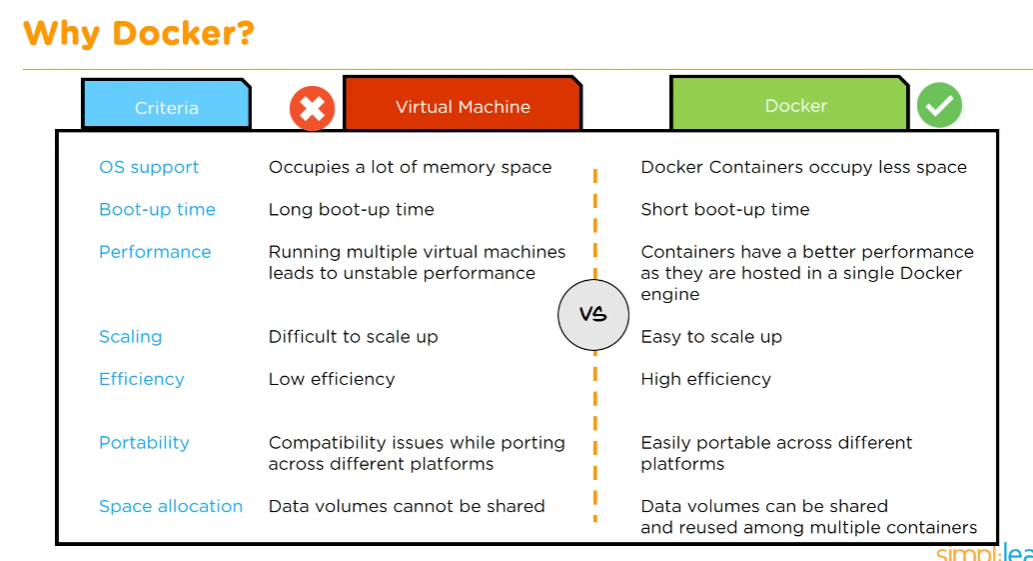 Why Docker?
Criteria
Virtual Machine
Docker
OS support
Occupies a lot of memory space
Docker Containers occupy less space
Boot-up time
Long boot-up time
Short boot-up time
Performance
Running multiple virtual machines
leads to unstable performance
Containers have a better performance
as they are hosted in a single Docker
engine
VS
Scaling
Difficult to scale up
Easy to scale up
Efficiency
Low efficiency
High efficiency
Portability
Compatibility issues while porting
across different platforms
Easily portable across different
platforms
Space allocation
Data volumes cannot be shared
Data volumes can be shared
and reused among multiple containers